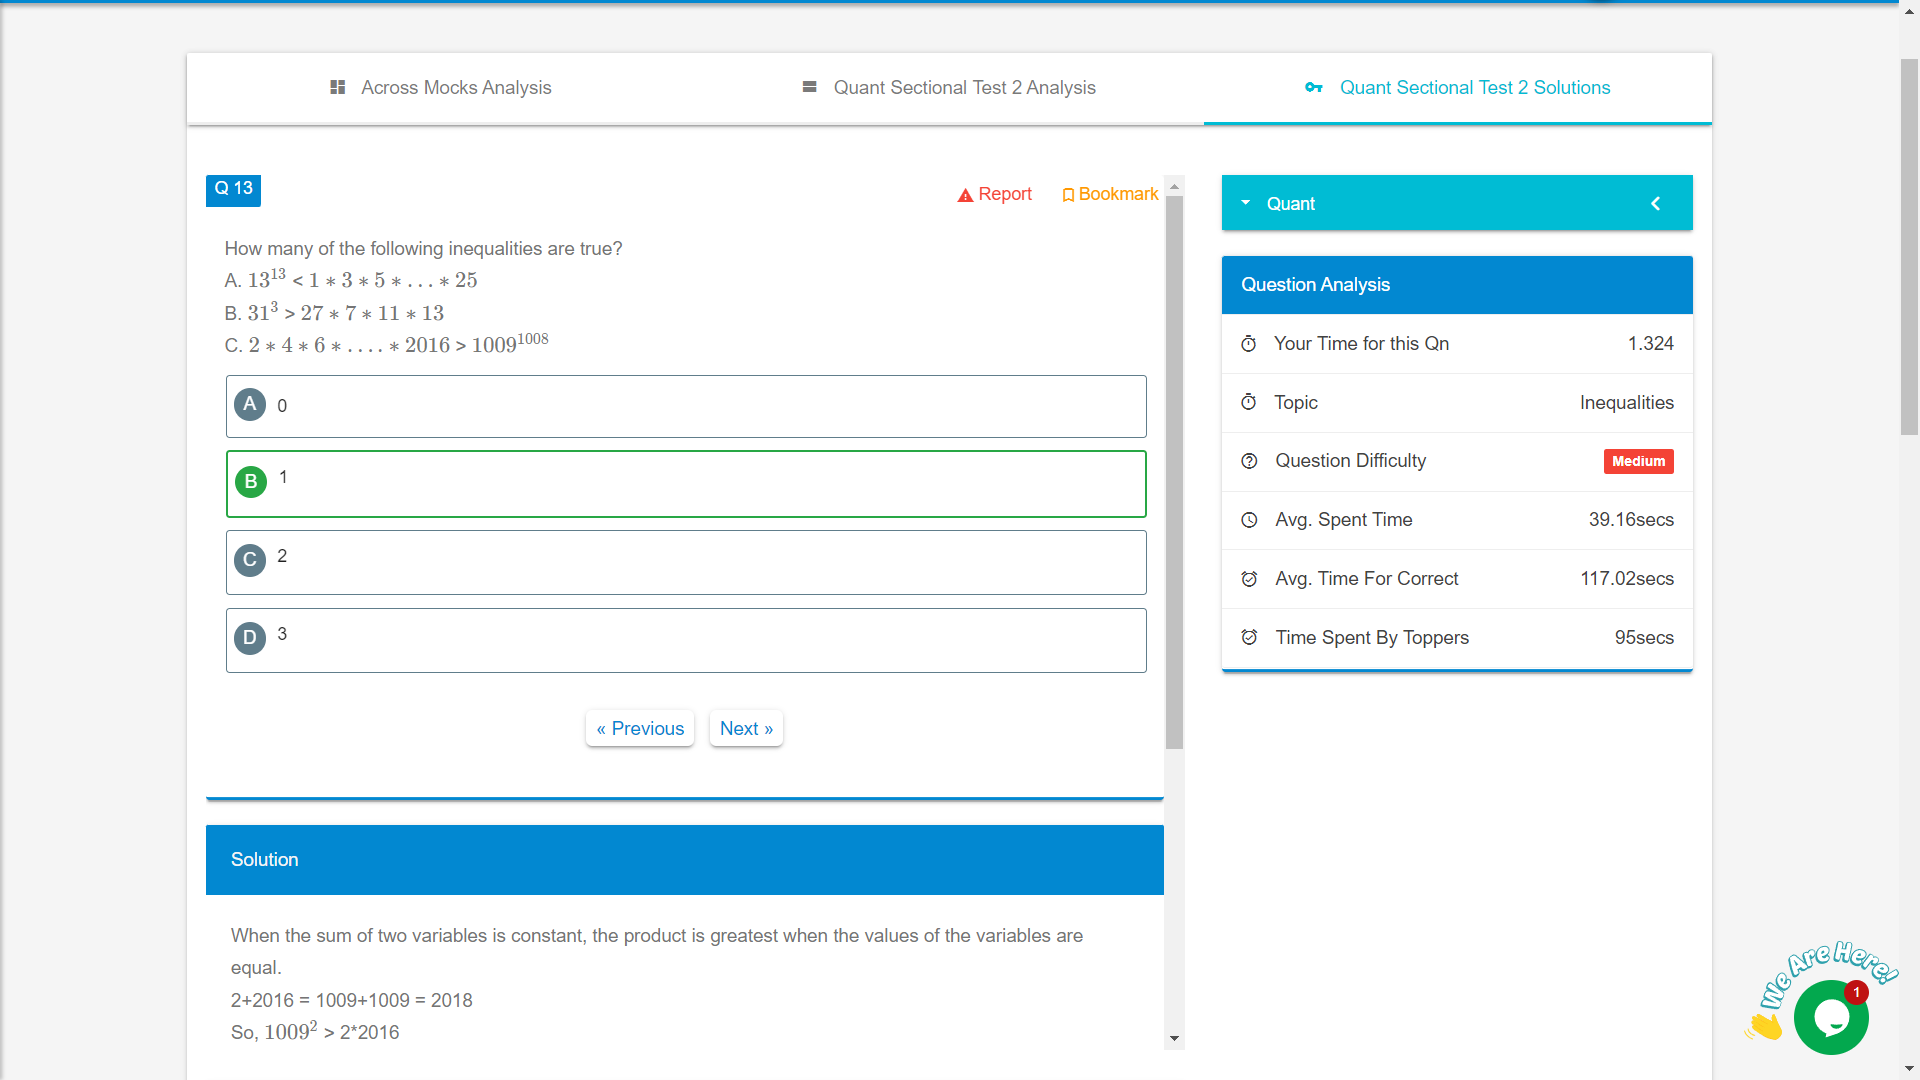 Across Mocks Analysis
Quant Sectional Test 2 Analysis
Quant Sectional Test 2 Solutions
Q 13
Report
Bookmark
How many of the following inequalities are true?
A. 13^13 < 1 * 3 * 5 * . . . * 25
B. 31^3 > 27 * 7 * 11 * 13
C. 2 * 4 * 6 * . . . . * 2016 > 1009^1008
A 0
B 1
C 2
D 3
« Previous
Next »
Solution
When the sum of two variables is constant, the product is greatest when the values of the variables are
equal.
2+2016 = 1009+1009 = 2018
So, 1009^2 > 2*2016
Quant
Question Analysis
Your Time for this Qn 1.324
Topic Inequalities
Question Difficulty Medium
Avg. Spent Time 39.16secs
Avg. Time For Correct 117.02secs
Time Spent By Toppers 95secs
We Are Here!
1